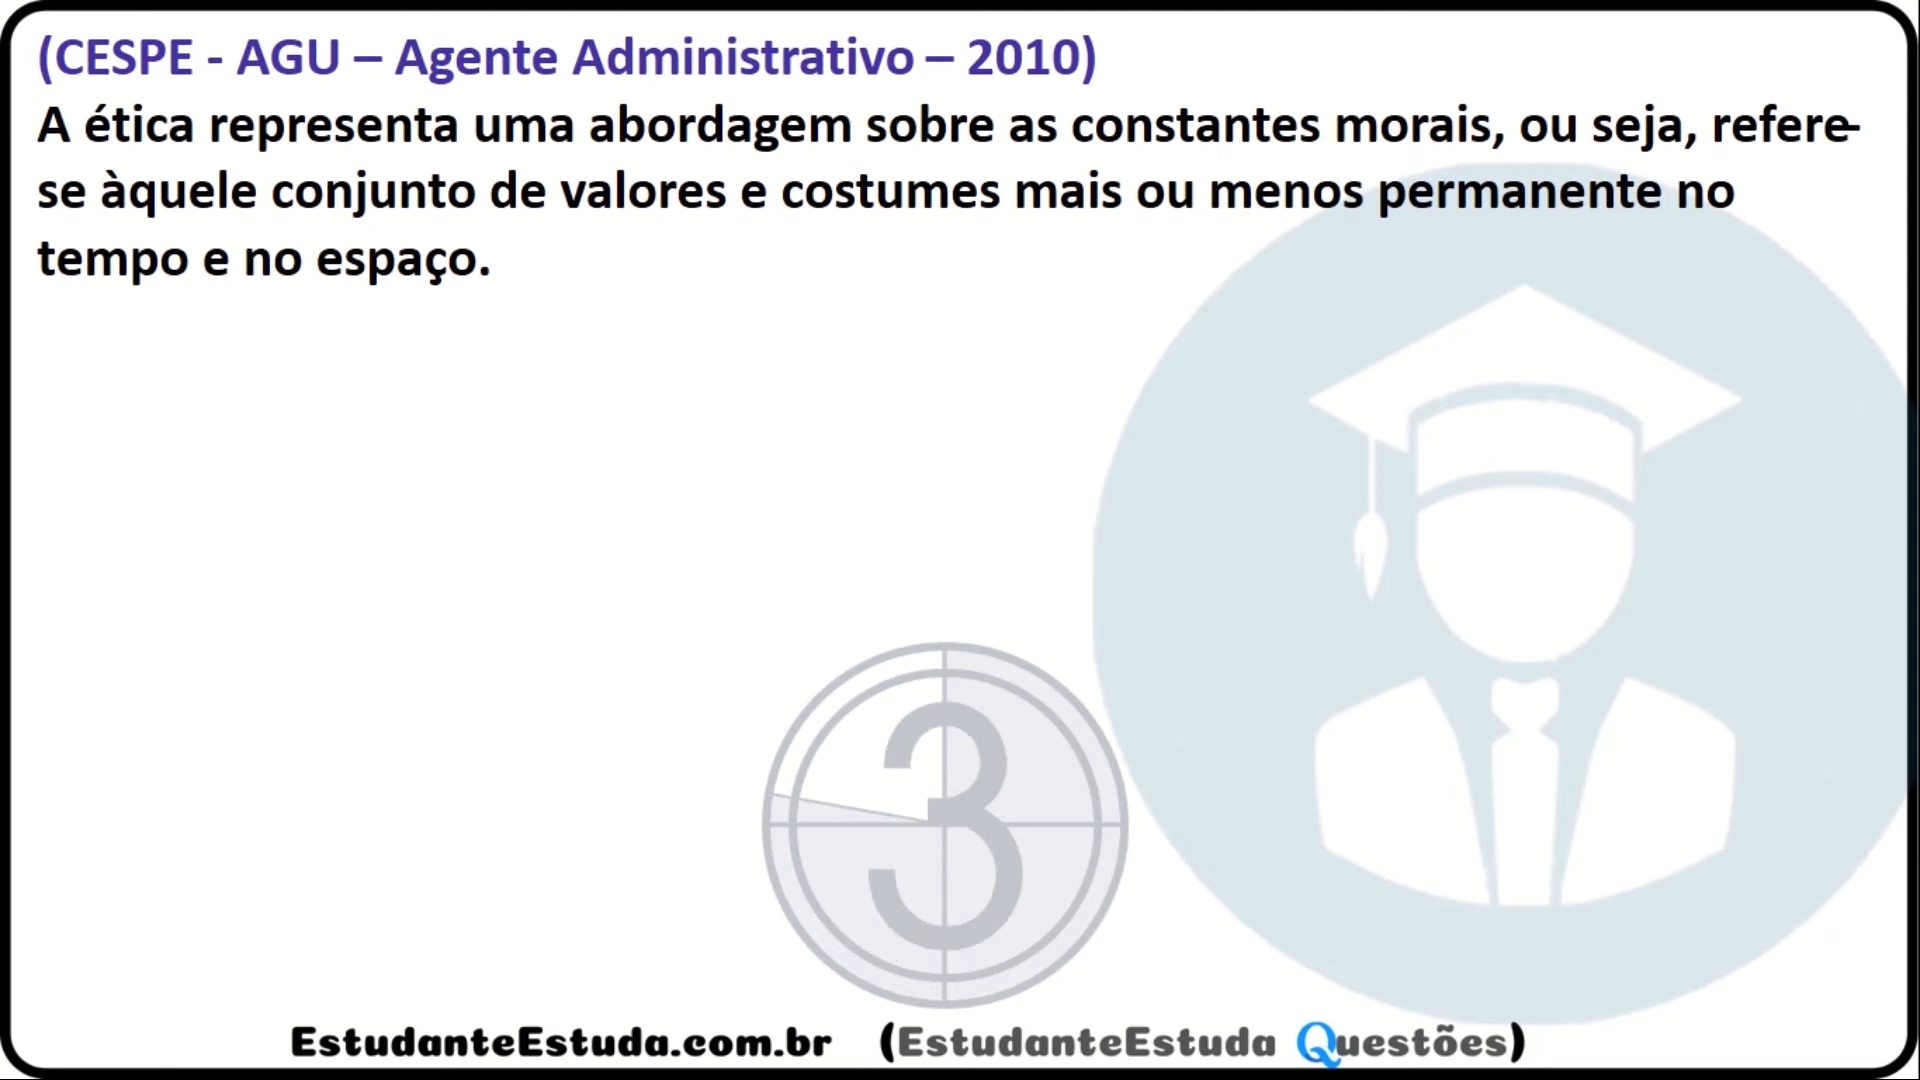 (CESPE - AGU – Agente Administrativo – 2010)
A ética representa uma abordagem sobre as constantes morais, ou seja, refere-
se àquele conjunto de valores e costumes mais ou menos permanente no
tempo e no espaço.
3
EstudanteEstuda.com.br (EstudanteEstuda Questões)